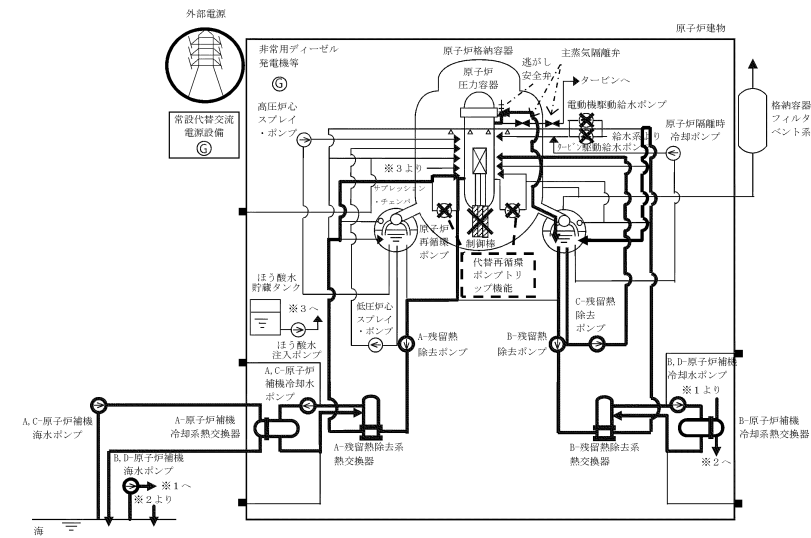 外部電源
常設代替交流
電源設備
G
非常用ディーゼル
発電機等
G
高圧炉心
スプレイ
・ポンプ
原子炉格納容器
原子炉
圧力容器
逃がし
安全弁
主蒸気隔離弁
タービンへ
電動機駆動給水ポンプ
給水系より
タービン駆動給水ポンプ
原子炉建物
原子炉隔離時
冷却ポンプ
格納容器
フィルタ
ベント系
※3より
サプレッション
・チェンバ
原子炉
再循環
ポンプ
制御棒
代替再循環
ポンプトリ
ップ機能
ほう酸水
貯蔵タンク
※3へ
ほう酸水
注入ポンプ
低圧炉心
スプレイ
・ポンプ
A-残留熱
除去ポンプ
B-残留熱
除去ポンプ
C-残留熱
除去
ポンプ
A,C-原子炉
補機冷却水
ポンプ
B,D-原子炉補機
冷却水ポンプ
※1より
A,C-原子炉補機
海水ポンプ
A-原子炉補機
冷却系熱交換器
A-残留熱除去系
熱交換器
B-残留熱除去系
熱交換器
B-原子炉補機
冷却系熱交換器
※2へ
B,D-原子炉補機
海水ポンプ
※1へ
※2より
海